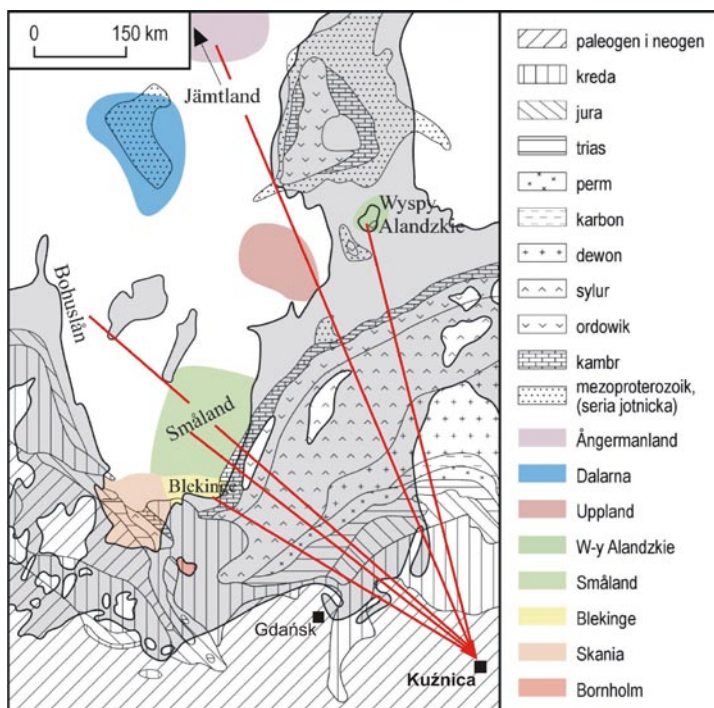 0 150 km
Jämtland
Wyspy
Alandzkie
Bohuslån
Småland
Blekinge
Gdańsk
Kuźnica
paleogen i neogen
kreda
jura
trias
perm
karbon
dewon
sylur
ordowik
kambr
mezoproterozoik,
(seria jotnicka)
Ångermanland
Dalarna
Uppland
W-y Alandzkie
Småland
Blekinge
Skania
Bornholm